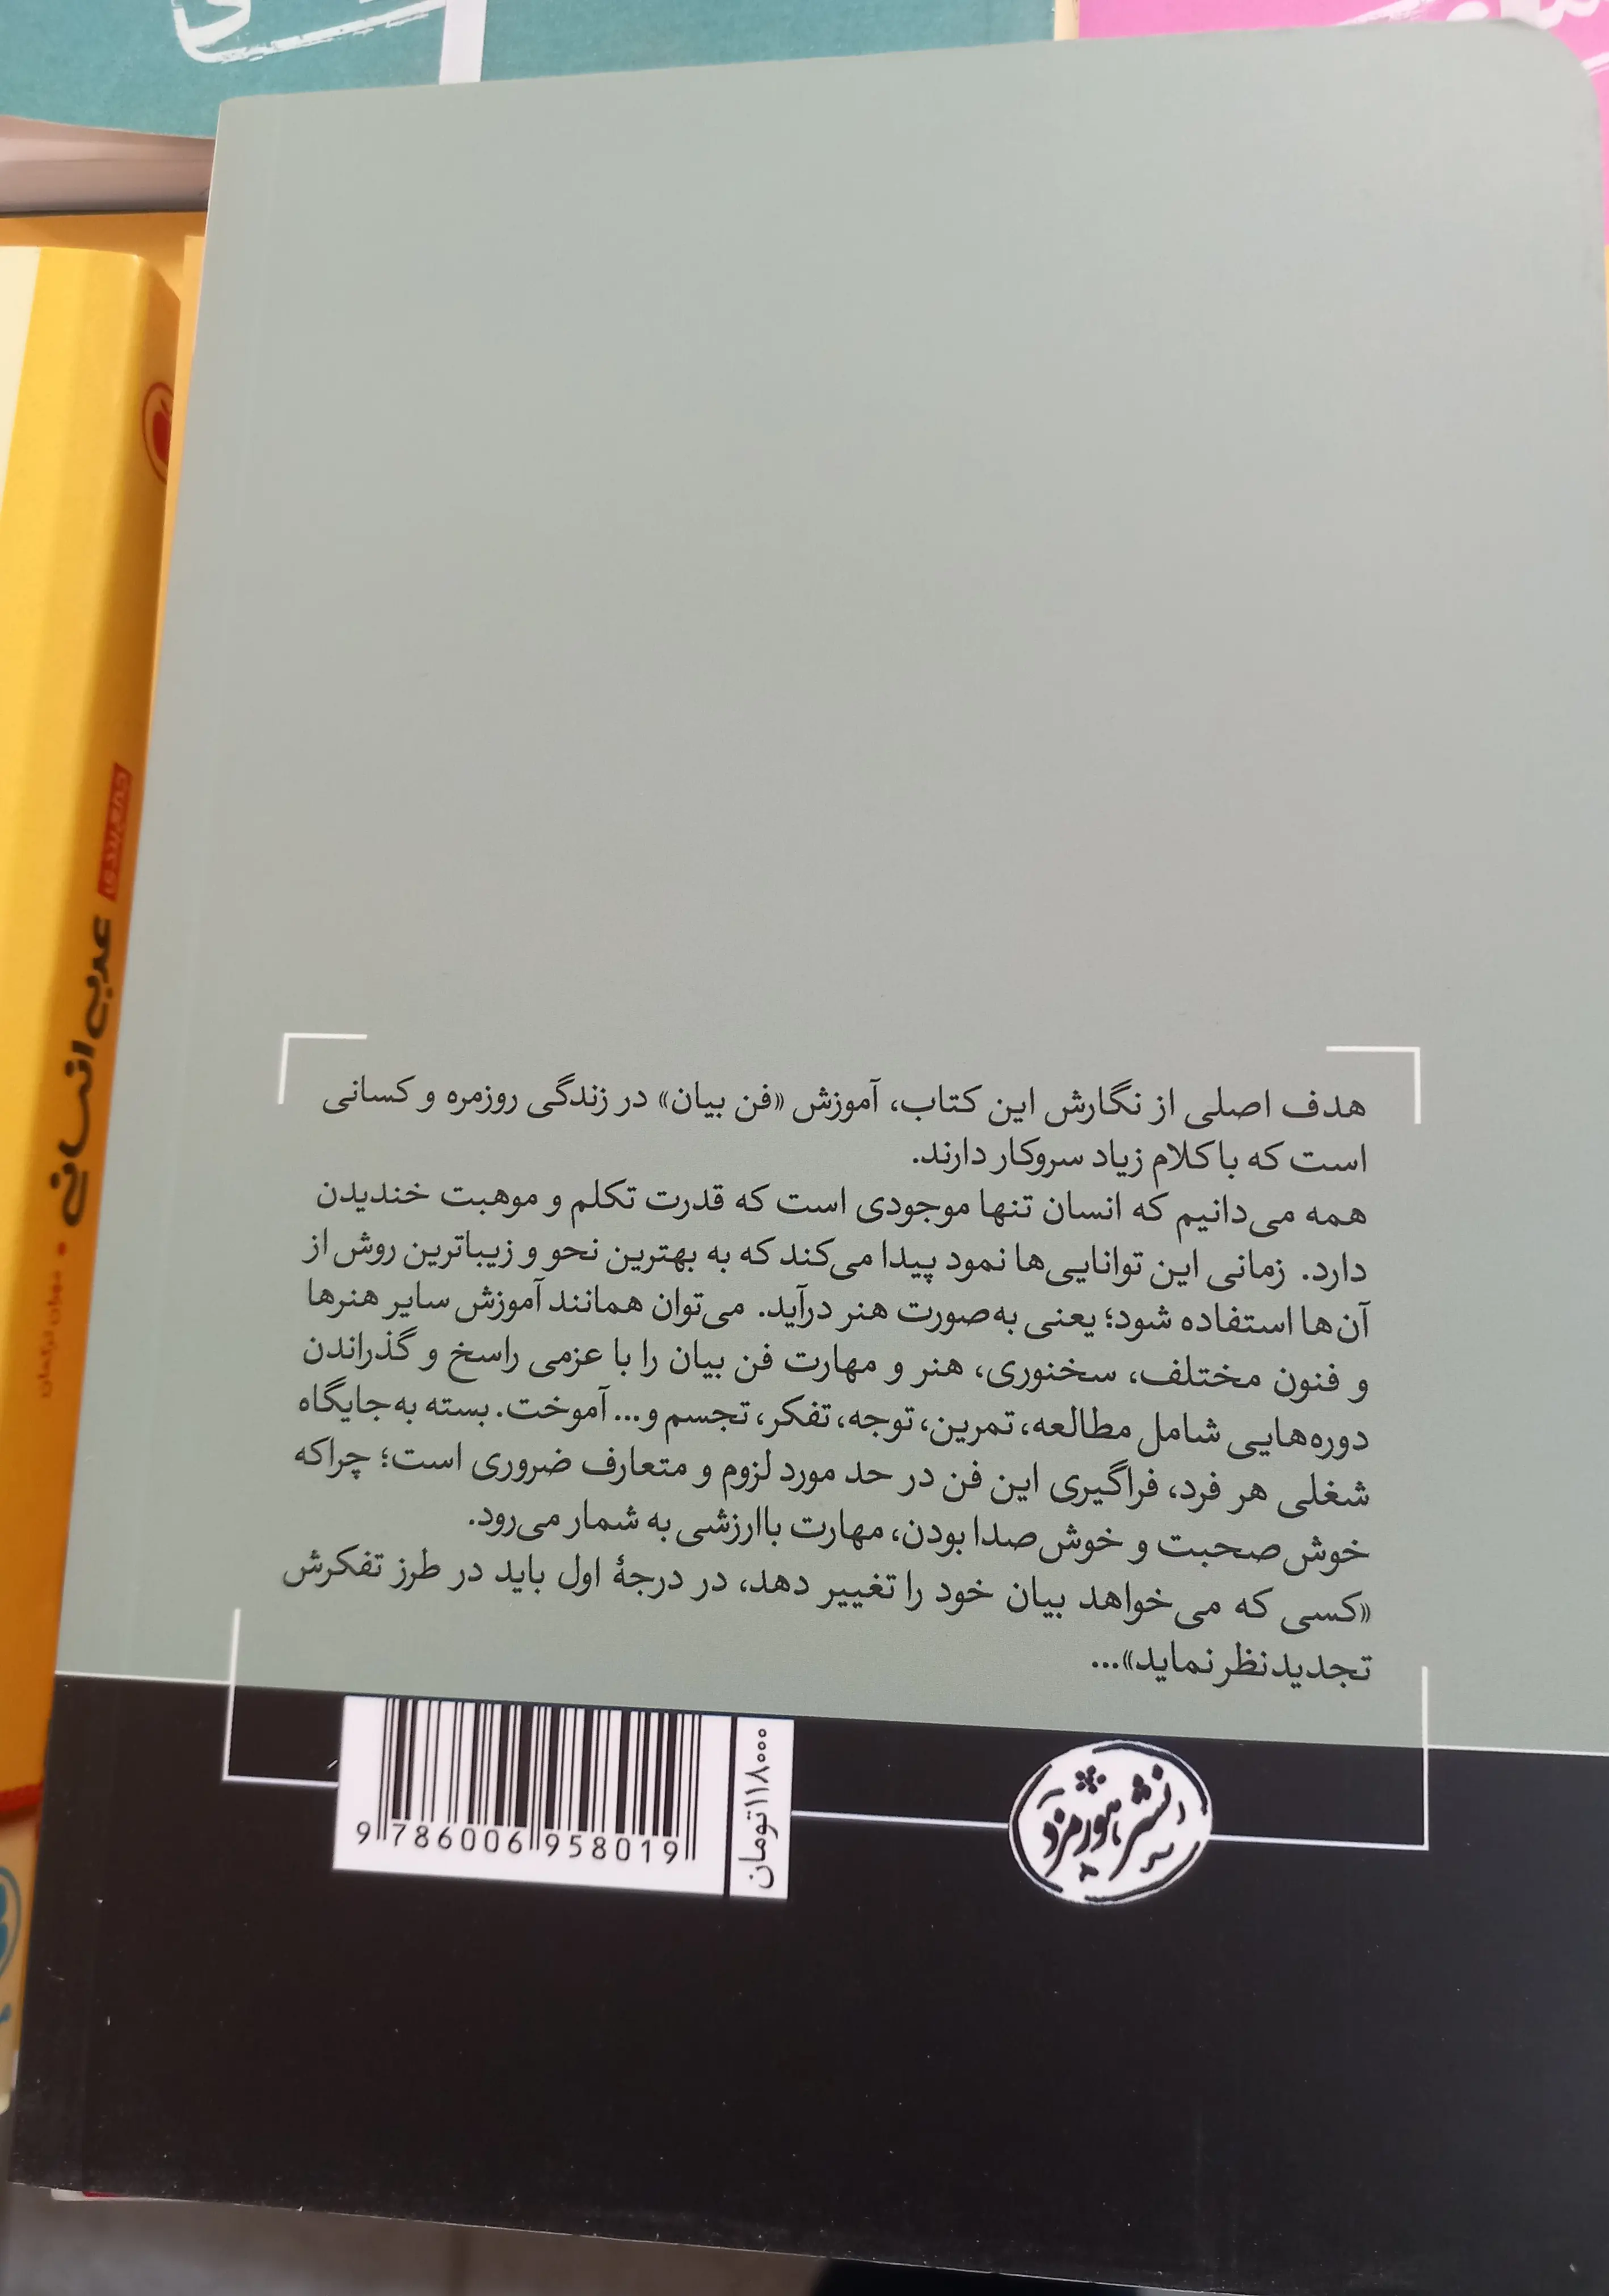 هدف اصلی از نگارش این کتاب، آموزش «فن بیان» در زندگی روزمره و کسانی
است که با کلام زیاد سروکار دارند.
همه می‌دانیم که انسان تنها موجودی است که قدرت تکلم و موهبت خندیدن
دارد. زمانی این توانایی‌ها نمود پیدا می‌کند که به بهترین نحو و زیباترین روش از
آن‌ها استفاده شود؛ یعنی به‌صورت هنر درآید. می‌توان همانند آموزش سایر هنرها
و فنون مختلف، سخنوری، هنر و مهارت فن بیان را با عزمی راسخ و گذراندن
دوره‌هایی شامل مطالعه، تمرین، توجه، تفکر، تجسم و... آموخت. بسته به جایگاه
شغلی هر فرد، فراگیری این فن در حد مورد لزوم و متعارف ضروری است؛ چراکه
خوش صحبت و خوش صدا بودن، مهارت باارزشی به شمار می‌رود.
«کسی که می‌خواهد بیان خود را تغییر دهد، در درجهٔ اول باید در طرز تفکرش
تجدیدنظر نماید»...
نشر هورمزد
۱۱۸۰۰۰ تومان
9 786006 958019
عربی انسانی